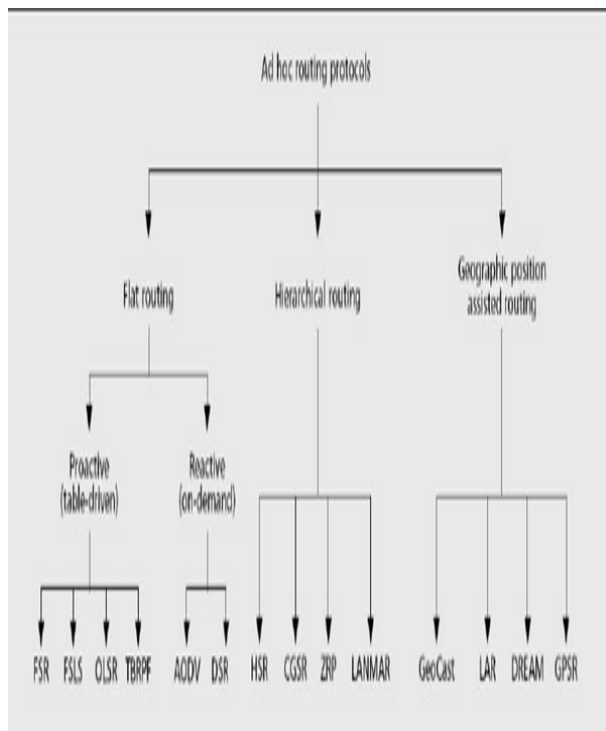 Ad hoc routing protocols
Flat routing
Hierarchical routing
Geographic position
assisted routing
Proactive
(table-driven)
Reactive
(on-demand)
FSR FSLS OLSR TBRPF AODV DSR HSR CGSR ZRP LANMAR GeoCast LAR DREAM GPSR